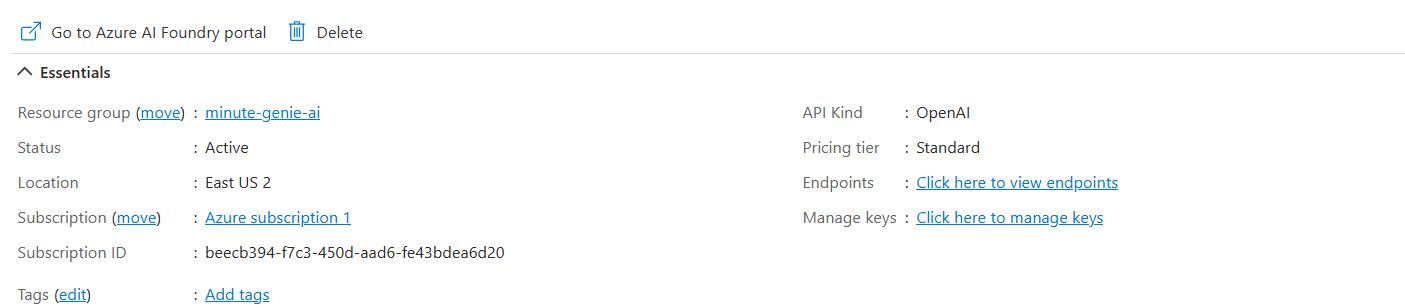 Go to Azure AI Foundry portal Delete
Essentials
Resource group (move) : minute-genie-ai
Status : Active
Location : East US 2
Subscription (move) : Azure subscription 1
Subscription ID : beecb394-f7c3-450d-aad6-fe43bdea6d20
Tags (edit) : Add tags
API Kind : OpenAI
Pricing tier : Standard
Endpoints : Click here to view endpoints
Manage keys : Click here to manage keys